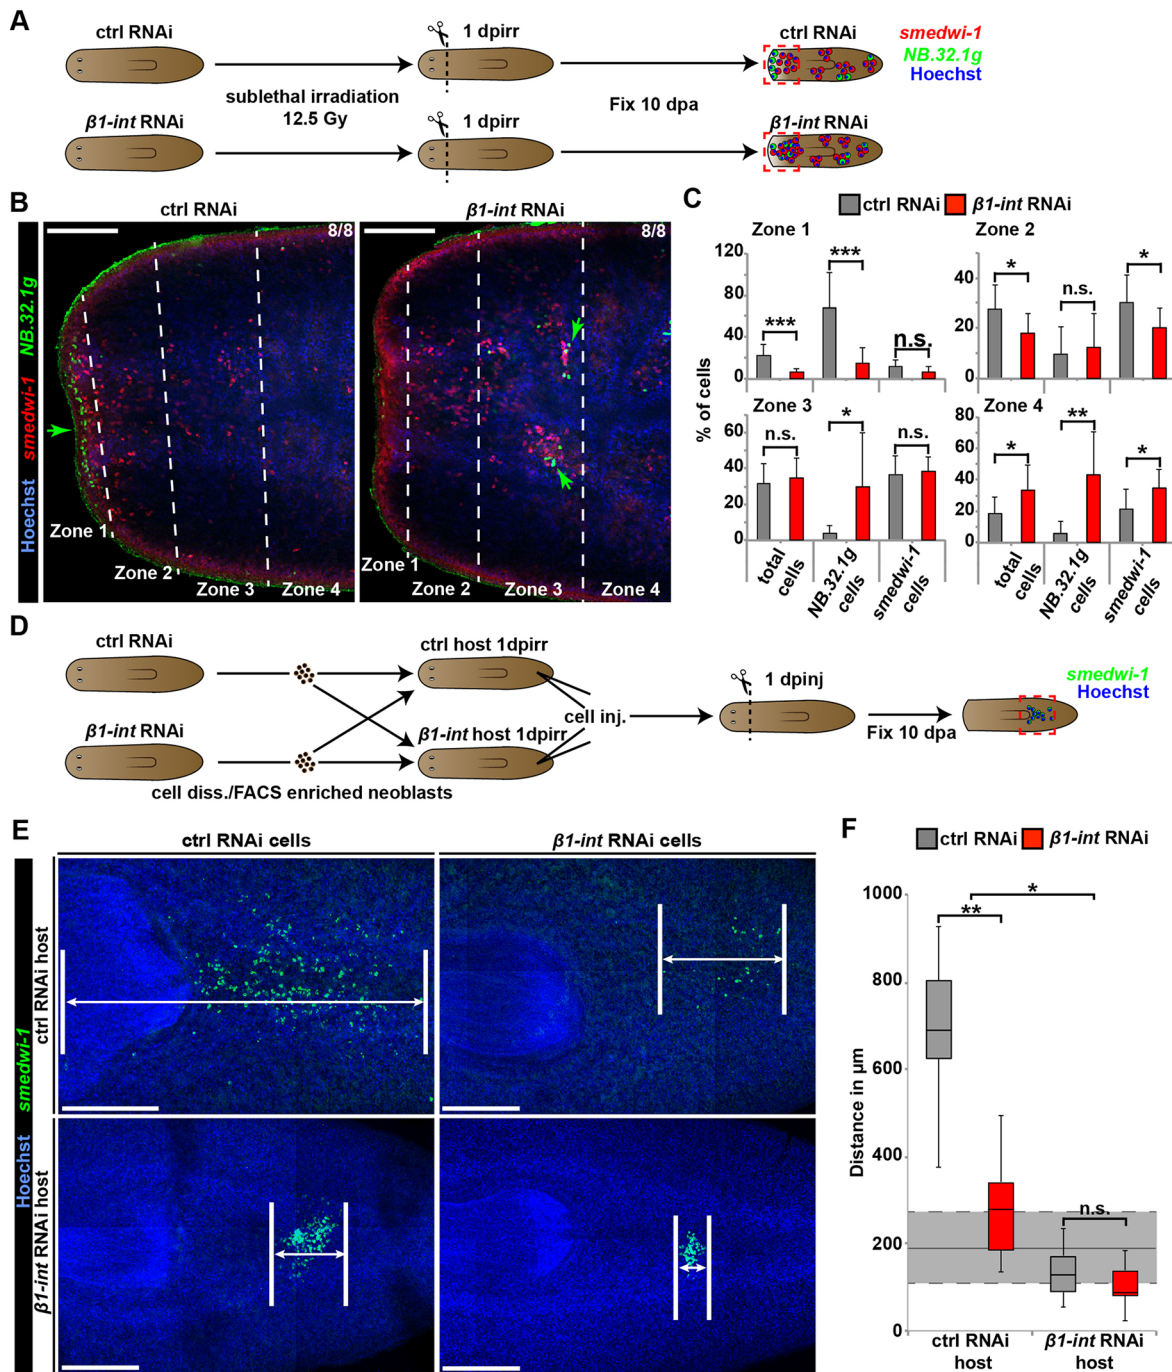 A
ctrl RNAi
1 dpirr
ctrl RNAi
smedwi-1
NB.32.1g
Hoechst
sublethal irradiation
12.5 Gy
Fix 10 dpa
β1-int RNAi
1 dpirr
β1-int RNAi
B
ctrl RNAi
β1-int RNAi
8/8
8/8
Hoechst smedwi-1 NB.32.1g
Zone 1
Zone 2
Zone 3
Zone 4
Zone 1
Zone 2
Zone 3
Zone 4
C
ctrl RNAi
β1-int RNAi
% of cells
Zone 1
120
80
40
0
***
***
n.s.
Zone 2
40
20
0
*
n.s.
*
Zone 3
60
40
20
0
n.s.
*
n.s.
Zone 4
80
60
40
20
0
*
**
*
total cells
NB.32.1g cells
smedwi-1 cells
total cells
NB.32.1g cells
smedwi-1 cells
D
ctrl RNAi
ctrl host 1dpirr
1 dpinj
smedwi-1
Hoechst
cell inj.
β1-int RNAi
β1-int host 1dpirr
Fix 10 dpa
cell diss./FACS enriched neoblasts
E
ctrl RNAi cells
β1-int RNAi cells
Hoechst smedwi-1
ctrl RNAi host
β1-int RNAi host
F
ctrl RNAi
β1-int RNAi
Distance in µm
1000
800
600
400
200
0
*
**
n.s.
ctrl RNAi
host
β1-int RNAi
host